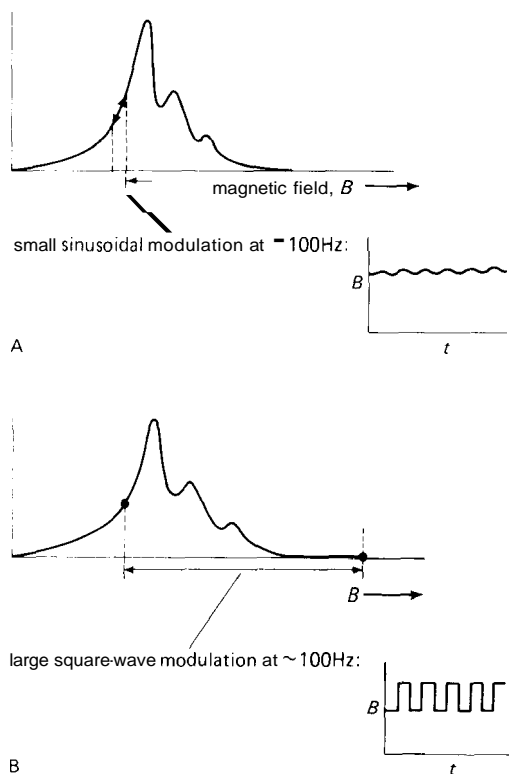 magnetic field, B
small sinusoidal modulation at ~100Hz:
B
t
A
B
large square-wave modulation at ~100Hz:
B
t
B